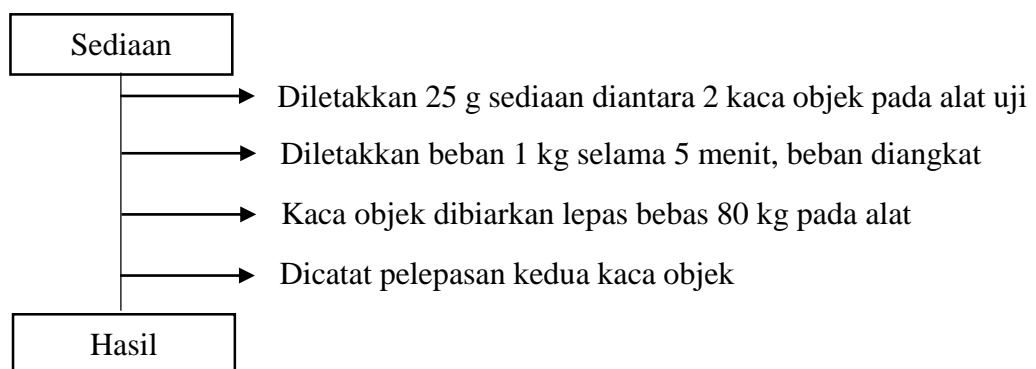 Sediaan
Diletakkan 25 g sediaan diantara 2 kaca objek pada alat uji
Diletakkan beban 1 kg selama 5 menit, beban diangkat
Kaca objek dibiarkan lepas bebas 80 kg pada alat
Dicatat pelepasan kedua kaca objek
Hasil